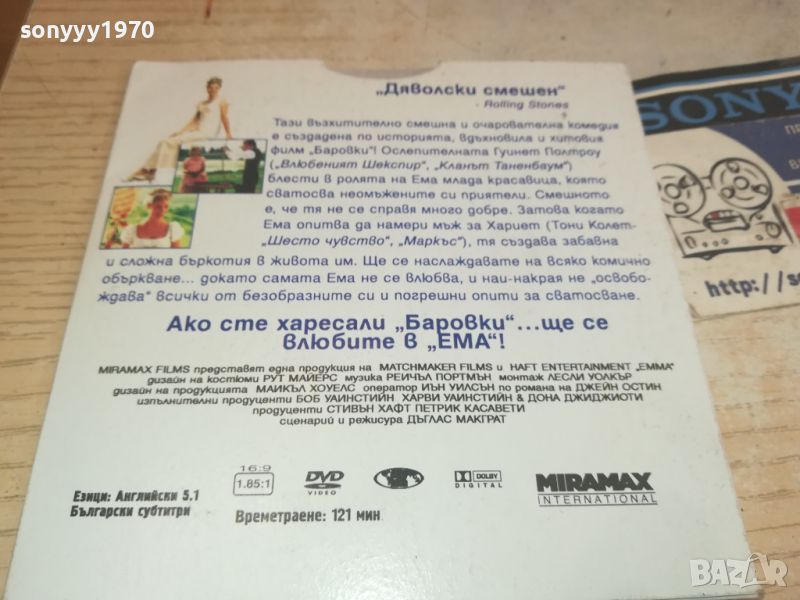 sonyyy1970
„Дяволски смешен“
- Rolling Stones
Тази възхитително смешна и очарователна комедия
е създадена по историята, вдъхновила и хитовия
филм „Баровки“! Ослепителната Гуинет Полтроу
(„Влюбеният Шекспир“, „Кланът Таненбаум“)
блести в ролята на Ема млада красавица, която
сватосва неомъжените си приятели. Смешното
е, че тя не се справя много добре. Затова когато
Ема опитва да намери мъж за Хариет (Тони Колет-
„Шесто чувство“, „Маркъс“), тя създава забавна
и сложна бъркотия в живота им. Ще се наслаждавате на всяко комично
объркване... докато самата Ема не се влюбва, и най-накрая не „освобо-
ждава“ всички от безобразните си и погрешни опити за сватосване.
Ако сте харесали „Баровки“...ще се
влюбите в „ЕМА“!
MIRAMAX FILMS представят една продукция на MATCHMAKER FILMS и HAFT ENTERTAINMENT „EMMA“
дизайн на костюми РУТ МАЙЕРС музика РЕЙЧЪЛ ПОРТМЪН монтаж ЛЕСЛИ УОЛКЪР
дизайн на продукцията МАЙКЪЛ ХОУЕЛС оператор ИЪН УИЛСЪН по романа на ДЖЕЙН ОСТИН
изпълнителни продуценти БОБ УАИНСТИЙН ХАРВИ УАИНСТИЙН & ДОНА ДЖИДЖИОТИ
продуценти СТИВЪН ХАФТ ПЕТРИК КАСАВЕТИ
сценарий и режисура ДЪГЛАС МАКГРАТ
Езици: Английски 5.1
Български субтитри
16:9
1.85:1
DVD
VIDEO
DOLBY
DIGITAL
MIRAMAX
INTERNATIONAL
Времетраене: 121 мин
SONY
http://s
BAZAR